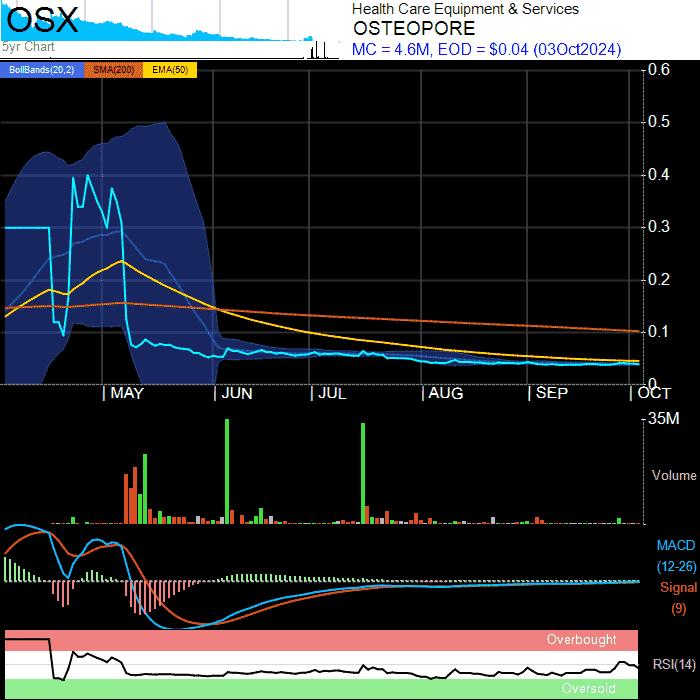 OSX
5yr Chart
Health Care Equipment & Services
OSTEOPORE
MC = 4.6M, EOD = $0.04 (03Oct2024)
BollBands(20,2) SMA(200) EMA(50)
0.6
0.5
0.4
0.3
0.2
0.1
0
MAY JUN JUL AUG SEP OCT
35M
Volume
MACD
(12-26)
Signal
(9)
Overbought
RSI(14)
Oversold